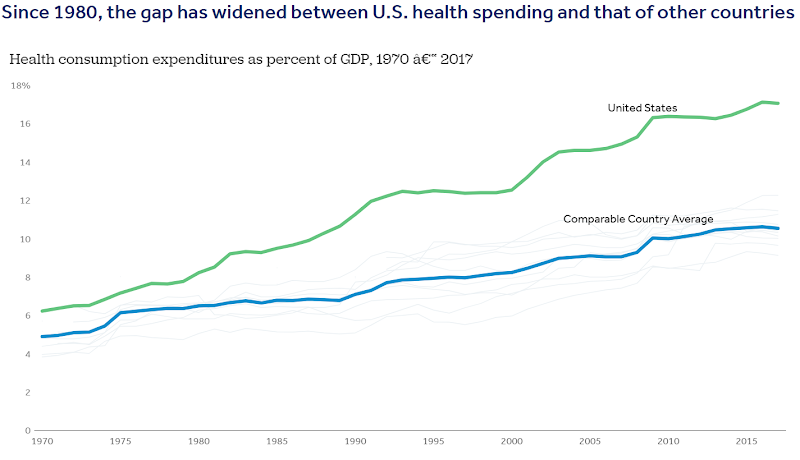 Since 1980, the gap has widened between U.S. health spending and that of other countries
Health consumption expenditures as percent of GDP, 1970 â€“ 2017
18%
United States
16
14
12
Comparable Country Average
10
8
6
4
2
0
1970 1975 1980 1985 1990 1995 2000 2005 2010 2015